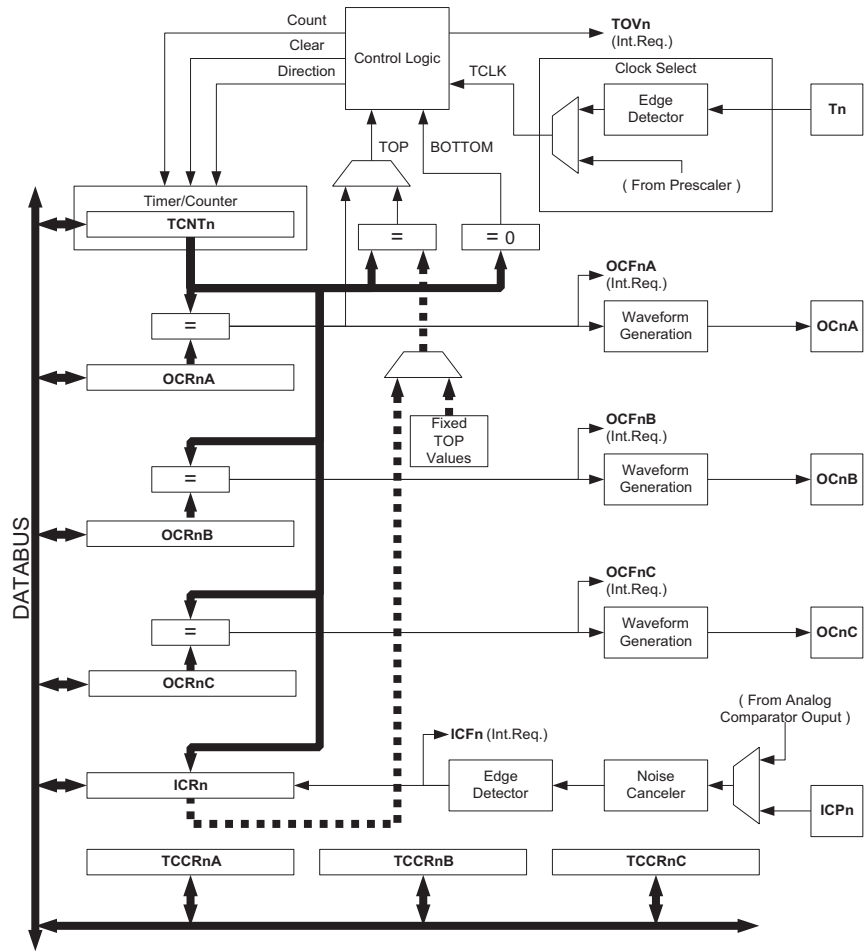 Count
Clear
Direction
Control Logic
TOVn
(Int.Req.)
TCLK
Clock Select
Edge
Detector
Tn
( From Prescaler )
TOP
BOTTOM
Timer/Counter
TCNTn
=
= 0
OCFnA
(Int.Req.)
=
Waveform
Generation
OCnA
OCRnA
Fixed
TOP
Values
OCFnB
(Int.Req.)
=
Waveform
Generation
OCnB
OCRnB
DATABUS
OCFnC
(Int.Req.)
=
Waveform
Generation
OCnC
OCRnC
( From Analog
Comparator Ouput )
ICFn (Int.Req.)
ICRn
Edge
Detector
Noise
Canceler
ICPn
TCCRnA
TCCRnB
TCCRnC